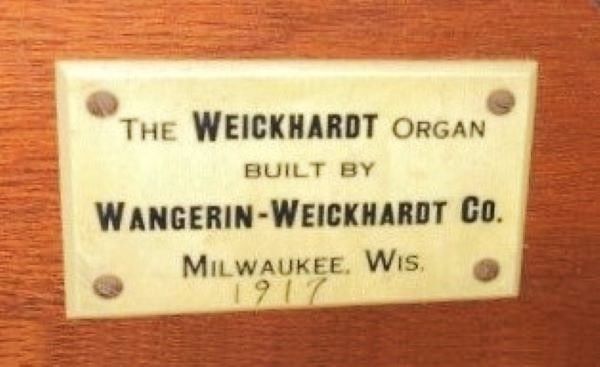 THE WEICKHARDT ORGAN
BUILT BY
WANGERIN-WEICKHARDT CO.
MILWAUKEE, WIS.
1917